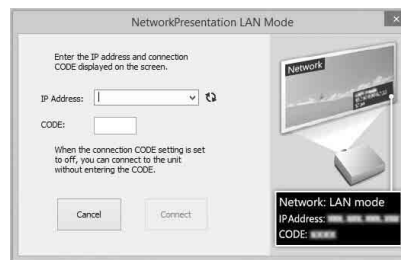 NetworkPresentation LAN Mode
Enter the IP address and connection
CODE displayed on the screen.
IP Address:
CODE:
When the connection CODE setting is set
to off, you can connect to the unit
without entering the CODE.
Cancel
Connect
Network
Network: LAN mode
IPAddress:
CODE: